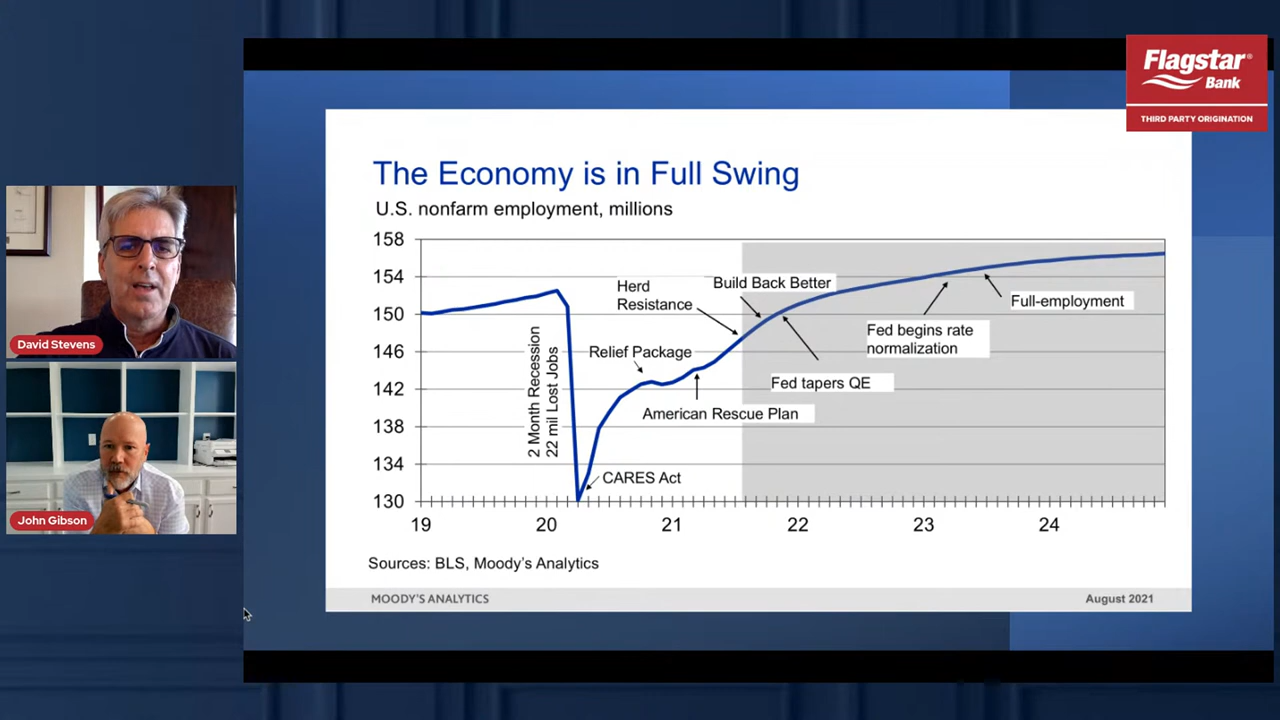 Flagstar®
Bank
THIRD PARTY ORIGINATION
The Economy is in Full Swing
U.S. nonfarm employment, millions
158
154
150
146
142
138
134
130
19
20
21
22
23
24
2 Month Recession
22 mil Lost Jobs
CARES Act
Relief Package
American Rescue Plan
Herd
Resistance
Build Back Better
Fed tapers QE
Fed begins rate
normalization
Full-employment
Sources: BLS, Moody's Analytics
MOODY'S ANALYTICS
August 2021
David Stevens
John Gibson